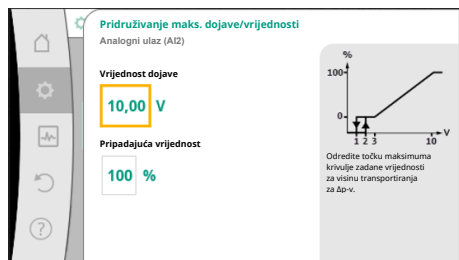 Pridruživanje maks. dojave/vrijednosti
Analogni ulaz (AI2)
Vrijednost dojave
10,00 V
Pripadajuća vrijednost
100 %
%
100
0
1 2 3 10
V
Odredite točku maksimuma
krivulje zadane vrijednosti
za visinu transportiranja
za Δp-v.
?